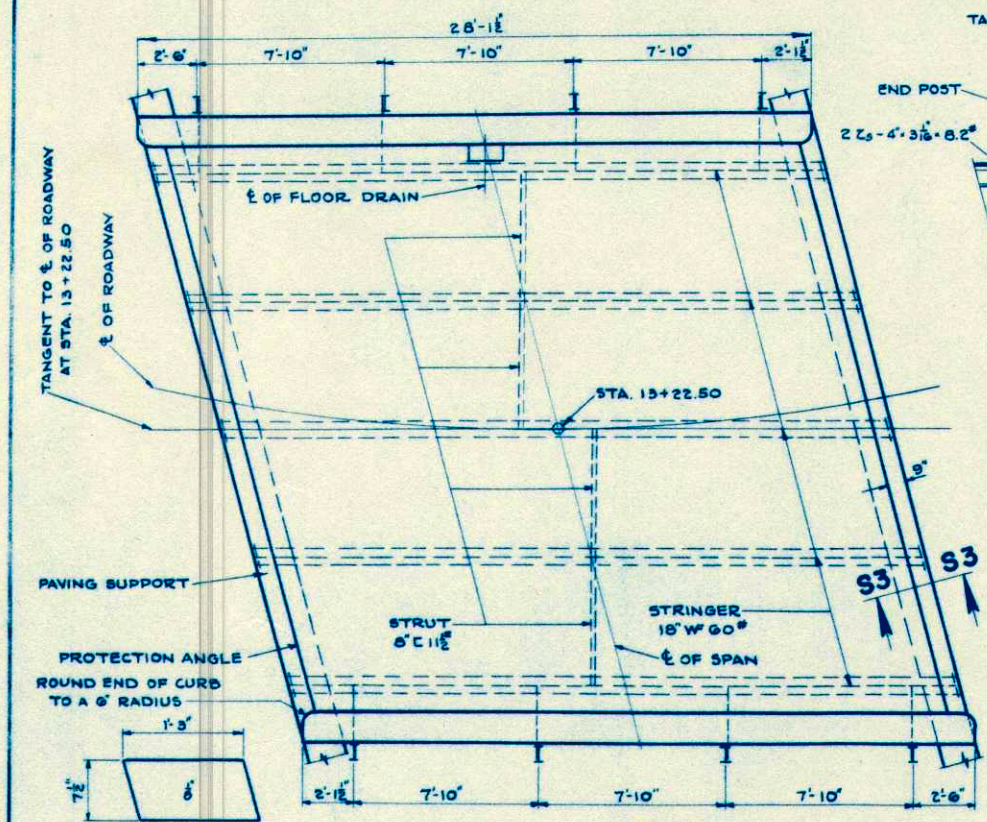 28'-1½"
TA
2'-6"
7'-10"
7'-10"
7'-10"
2'-1½"
END POST
2 Zs-4"×3 1/16"×8.2#
℄ OF FLOOR DRAIN
TANGENT TO ℄ OF ROADWAY
AT STA. 13+22.50
℄ OF ROADWAY
STA. 13+22.50
9"
PAVING SUPPORT
S3
S3
STRUT
8" [ 11½#
STRINGER
18" WF 60#
℄ OF SPAN
PROTECTION ANGLE
ROUND END OF CURB
TO A 6" RADIUS
1'-3"
7½"
2'-1½"
7'-10"
7'-10"
7'-10"
2'-6"